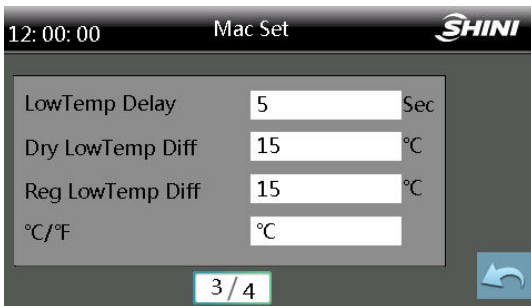 12:00:00 Mac Set SHINI
LowTemp Delay 5 Sec
Dry LowTemp Diff 15 °C
Reg LowTemp Diff 15 °C
°C/°F °C
3/4